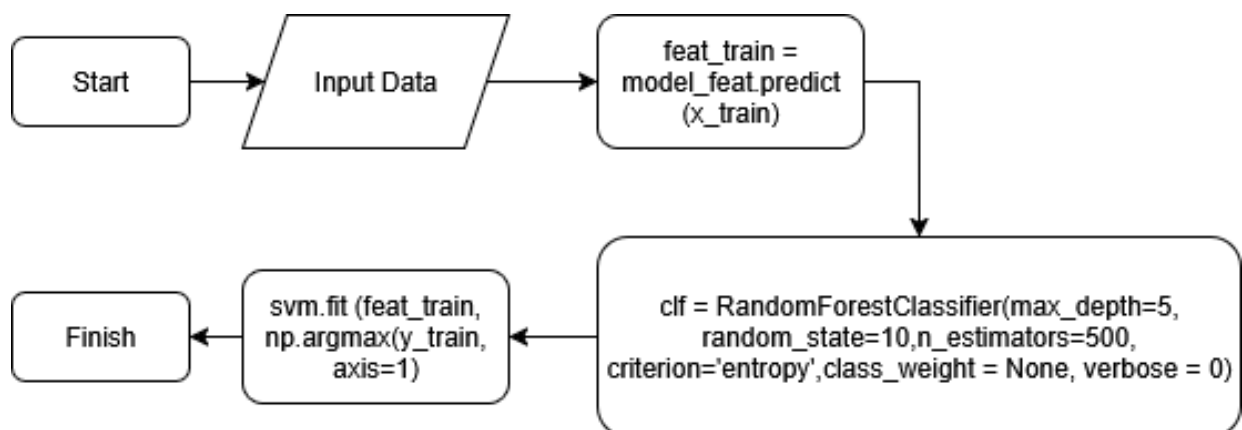 Start
Input Data
feat_train =
model_feat.predict
(x_train)
clf = RandomForestClassifier(max_depth=5,
random_state=10,n_estimators=500,
criterion='entropy',class_weight = None, verbose = 0)
svm.fit (feat_train,
np.argmax(y_train,
axis=1)
Finish